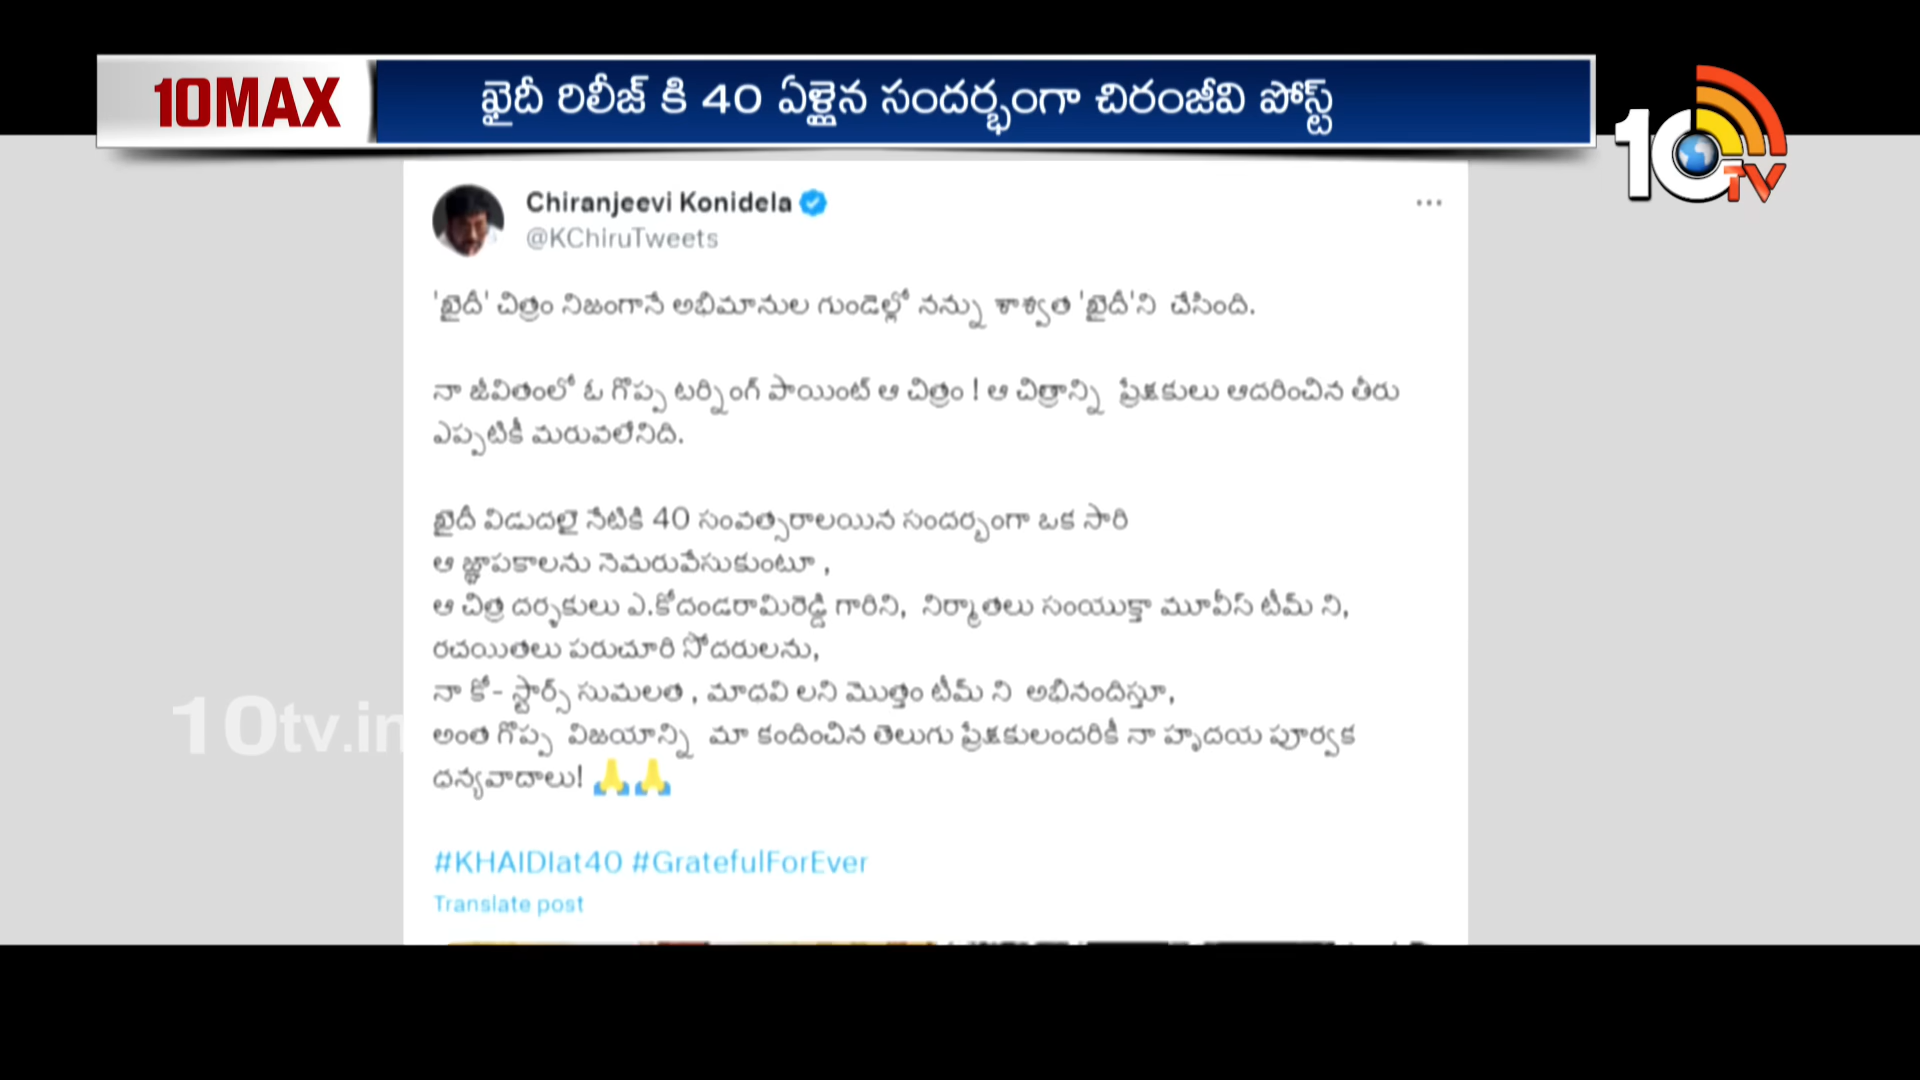 10MAX
ఖైదీ రిలీజ్ కి 40 ఏళ్లైన సందర్భంగా చిరంజీవి పోస్ట్
10TV
Chiranjeevi Konidela
@KChiruTweets
'ఖైదీ' చిత్రం నిజంగానే అభిమానుల గుండెల్లో నన్ను శాశ్వత 'ఖైదీ'ని చేసింది.
నా జీవితంలో ఓ గొప్ప టర్నింగ్ పాయింట్ ఆ చిత్రం ! ఆ చిత్రాన్ని ప్రేక్షకులు ఆదరించిన తీరు
ఎప్పటికీ మరువలేనిది.
ఖైదీ విడుదలై నేటికి 40 సంవత్సరాలయిన సందర్భంగా ఒక సారి
ఆ జ్ఞాపకాలను నెమరువేసుకుంటూ ,
ఆ చిత్ర దర్శకులు ఎ.కోదండరామిరెడ్డి గారిని, నిర్మాతలు సంయుక్తా మూవీస్ టీమ్ ని,
రచయితలు పరుచూరి సోదరులను,
నా కో- స్టార్స్ సుమలత , మాధవి లని మొత్తం టీమ్ ని అభినందిస్తూ,
అంత గొప్ప విజయాన్ని మా కందించిన తెలుగు ప్రేక్షకులందరికీ నా హృదయ పూర్వక
ధన్యవాదాలు! 🙏🙏
#KHAIDIat40 #GratefulForEver
Translate post
10tv.in